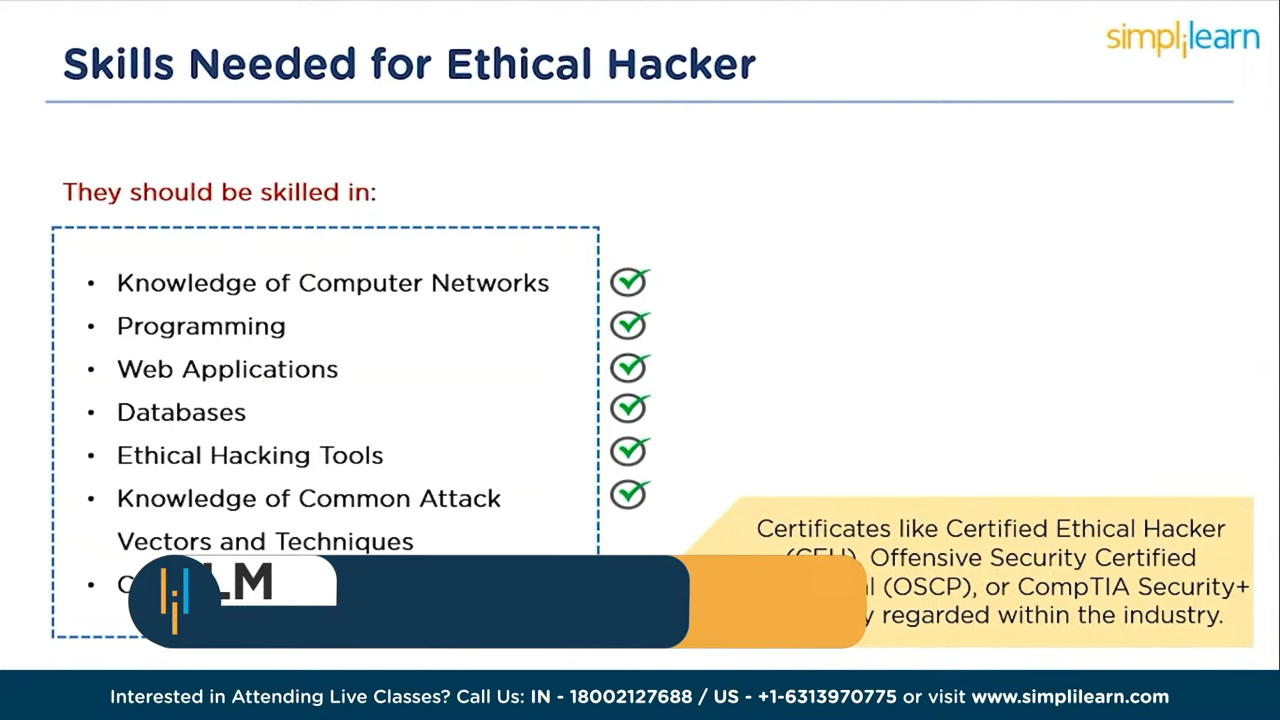 simplilearn
Skills Needed for Ethical Hacker
They should be skilled in:
• Knowledge of Computer Networks
• Programming
• Web Applications
• Databases
• Ethical Hacking Tools
• Knowledge of Common Attack
Vectors and Techniques
Certificates like Certified Ethical Hacker
(CEH), Offensive Security Certified
(OSCP), or CompTIA Security+
regarded within the industry.
LM
Interested in Attending Live Classes? Call Us: IN - 18002127688 / US - +1-6313970775 or visit www.simplilearn.com